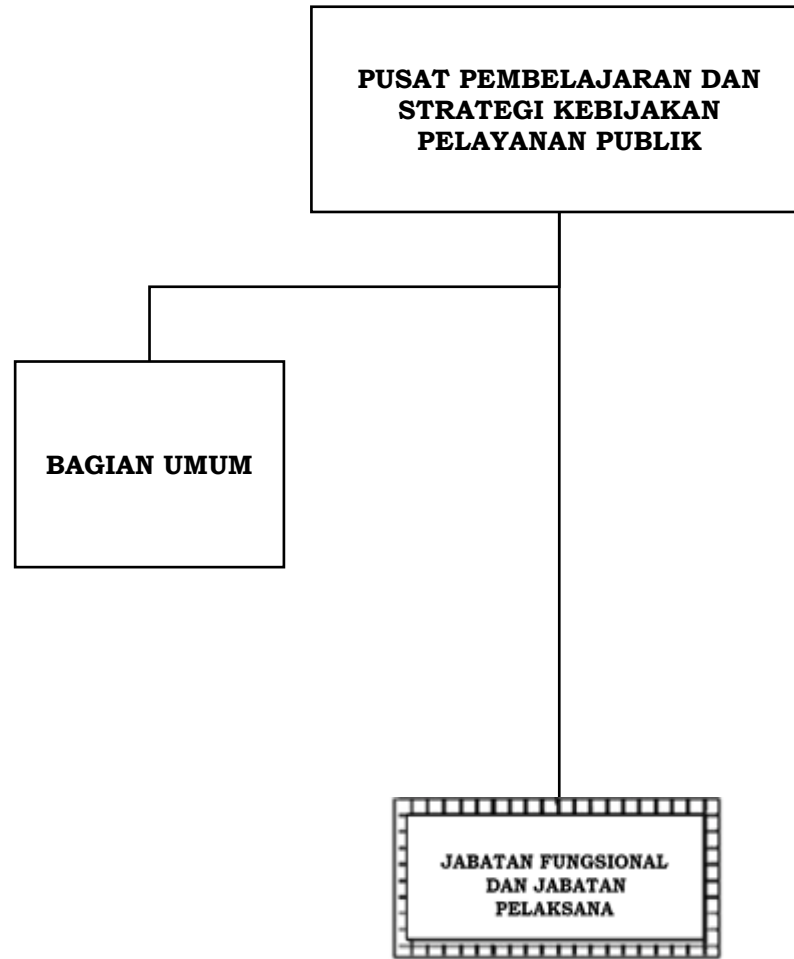 PUSAT PEMBELAJARAN DAN
STRATEGI KEBIJAKAN
PELAYANAN PUBLIK
BAGIAN UMUM
JABATAN FUNGSIONAL
DAN JABATAN
PELAKSANA